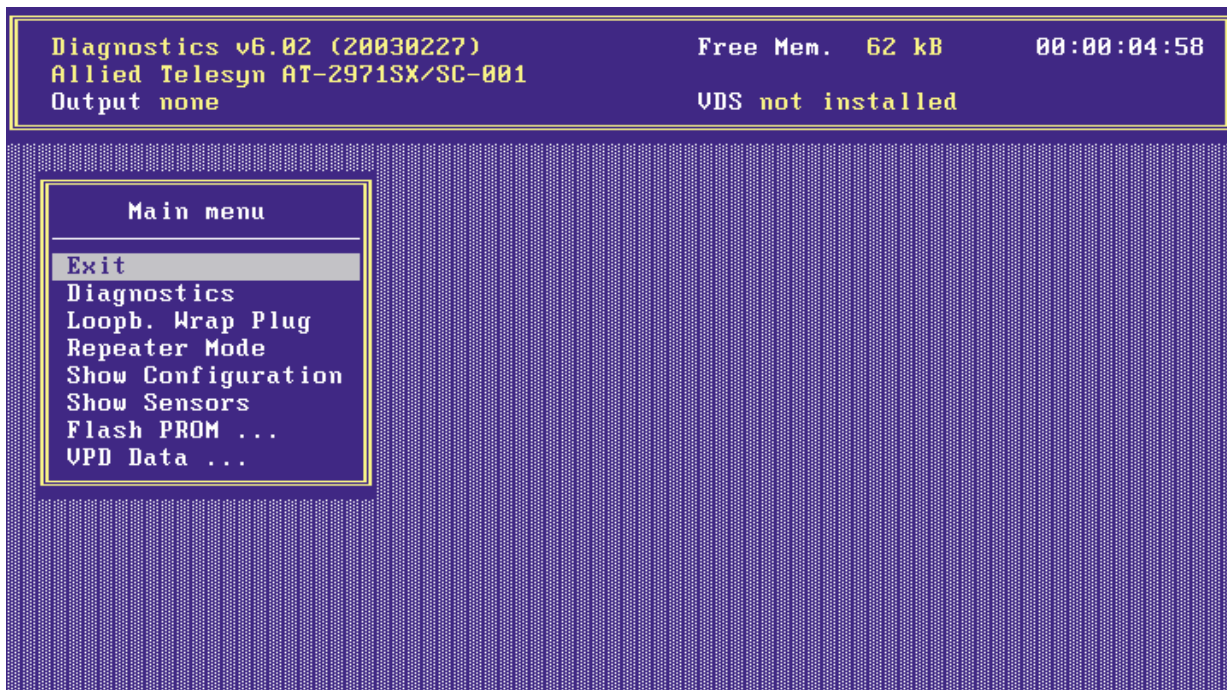 Diagnostics v6.02 (20030227) Free Mem. 62 kB 00:00:04:58
Allied Telesyn AT-2971SX/SC-001
Output none VDS not installed
Main menu
Exit
Diagnostics
Loopb. Wrap Plug
Repeater Mode
Show Configuration
Show Sensors
Flash PROM ...
VPD Data ...